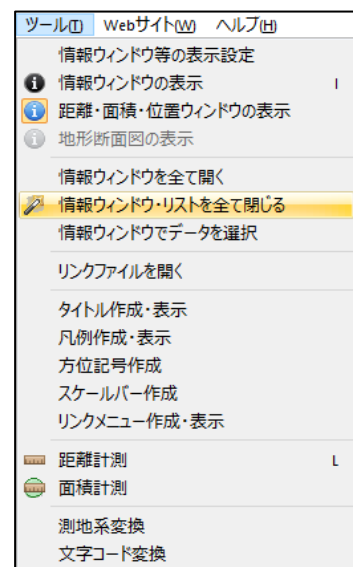 ツール(T) Webサイト(W) ヘルプ(H)
情報ウィンドウ等の表示設定
情報ウィンドウの表示 I
距離・面積・位置ウィンドウの表示
地形断面図の表示
情報ウィンドウを全て開く
情報ウィンドウ・リストを全て閉じる
情報ウィンドウでデータを選択
リンクファイルを開く
タイトル作成・表示
凡例作成・表示
方位記号作成
スケールバー作成
リンクメニュー作成・表示
距離計測 L
面積計測
測地系変換
文字コード変換